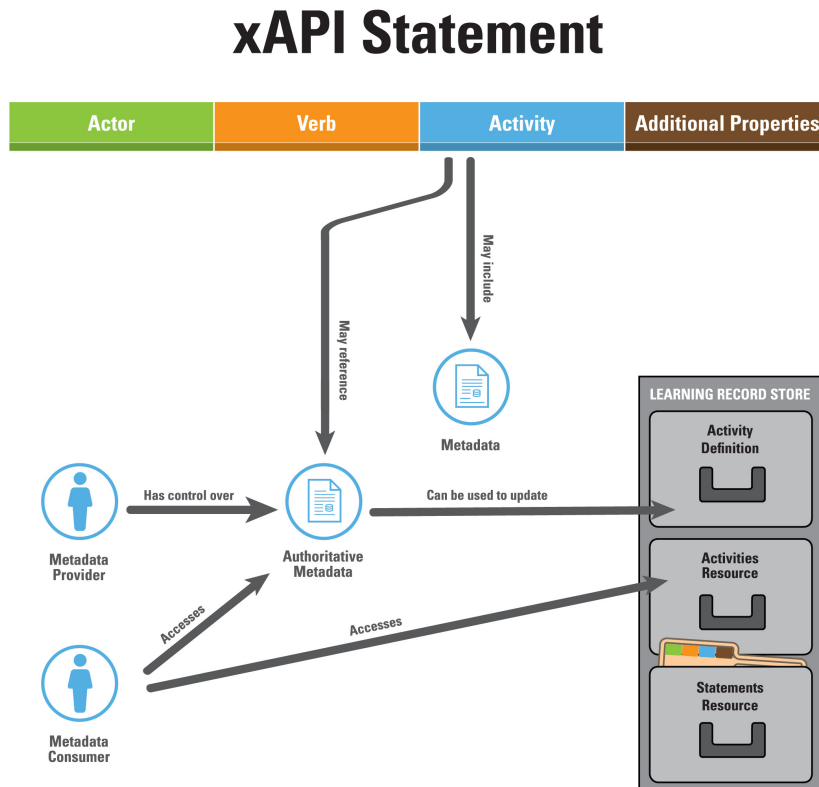 xAPI Statement
Actor
Verb
Activity
Additional Properties
May include
May reference
Metadata
LEARNING RECORD STORE
Activity
Definition
Has control over
Can be used to update
Metadata
Provider
Authoritative
Metadata
Activities
Resource
Accesses
Accesses
Statements
Resource
Metadata
Consumer